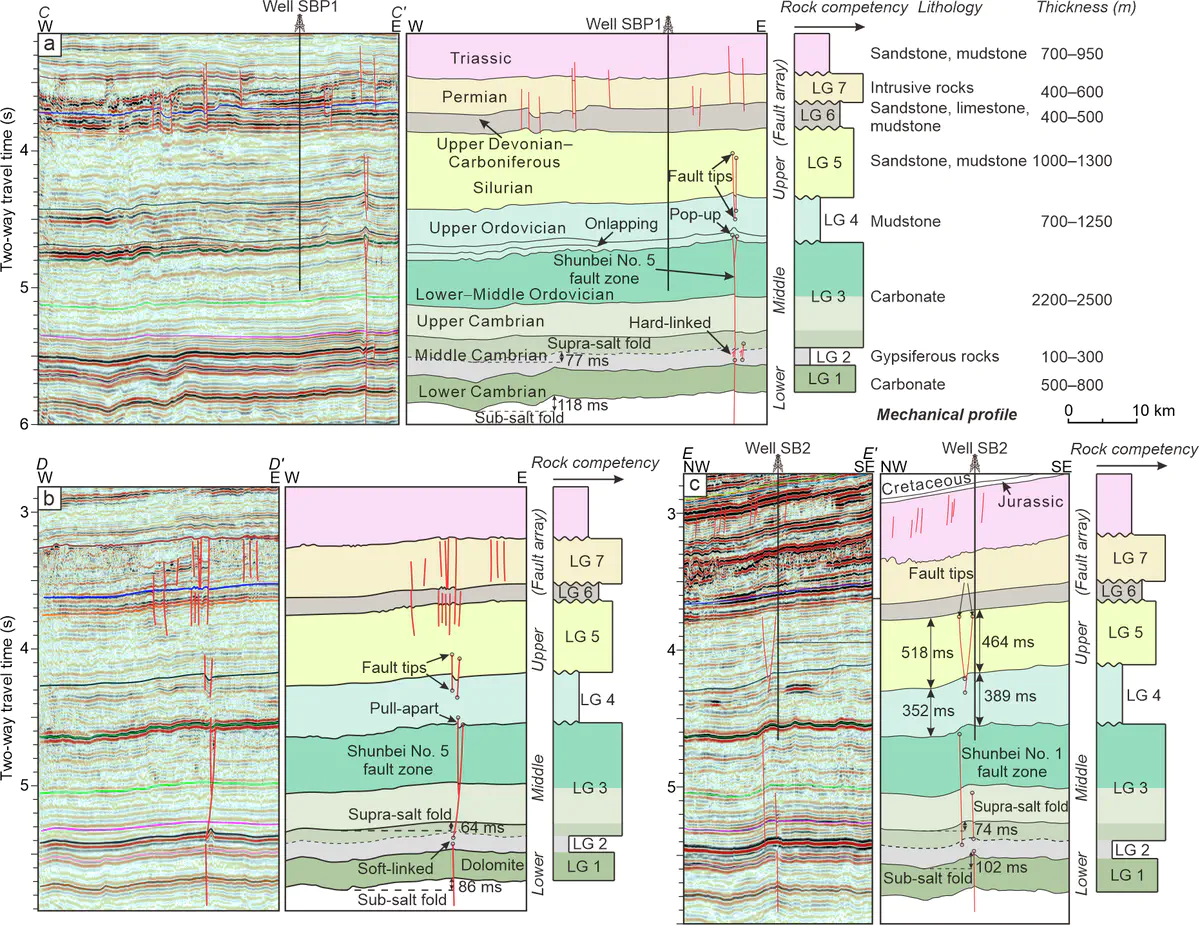 C
W
Well SBP1
C'
E
a
Two-way travel time (s)
4
5
6
W
Well SBP1
E
Triassic
Permian
Upper Devonian–
Carboniferous
Silurian
Fault tips
Upper Ordovician
Onlapping
Pop-up
Shunbei No. 5
fault zone
Lower–Middle Ordovician
Upper Cambrian
Hard-linked
Supra-salt fold
Middle Cambrian
77 ms
Lower Cambrian
118 ms
Sub-salt fold
Rock competency
Lithology
Thickness (m)
Upper (Fault array)
Middle
Lower
Sandstone, mudstone 700–950
LG 7 Intrusive rocks 400–600
LG 6 Sandstone, limestone,
mudstone 400–500
LG 5 Sandstone, mudstone 1000–1300
LG 4 Mudstone 700–1250
LG 3 Carbonate 2200–2500
LG 2 Gypsiferous rocks 100–300
LG 1 Carbonate 500–800
Mechanical profile
0 10 km
D
W
D'
E
b
Two-way travel time (s)
3
4
5
W
E
Fault tips
Pull-apart
Shunbei No. 5
fault zone
Supra-salt fold
64 ms
Soft-linked
Dolomite
86 ms
Sub-salt fold
Rock competency
Upper (Fault array)
Middle
Lower
LG 7
LG 6
LG 5
LG 4
LG 3
LG 2
LG 1
E
NW
Well SB2
E'
SE
c
3
4
5
NW
Well SB2
SE
Cretaceous
Jurassic
Fault tips
518 ms
464 ms
389 ms
352 ms
Shunbei No. 1
fault zone
Supra-salt fold
74 ms
Sub-salt fold
102 ms
Rock competency
Upper (Fault array)
Middle
Lower
LG 7
LG 6
LG 5
LG 4
LG 3
LG 2
LG 1